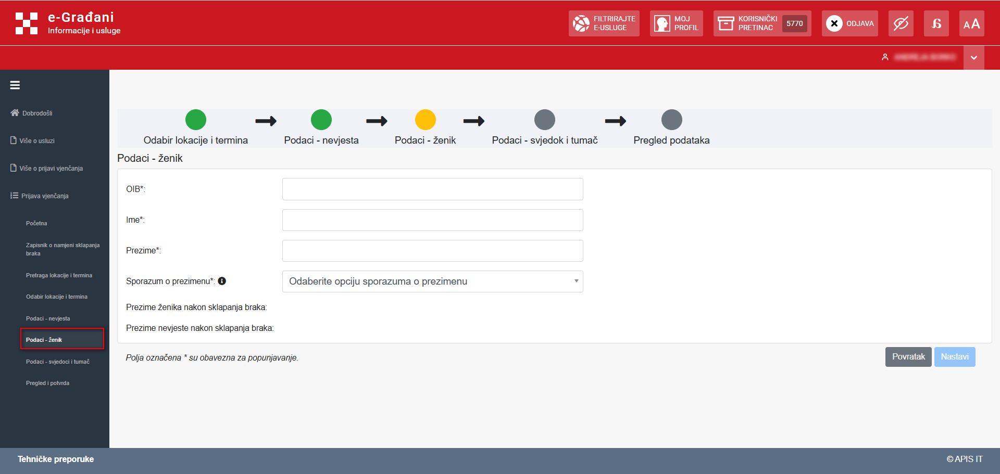 e-Građani
Informacije i usluge
FILTRIRAJTE
E-USLUGE
MOJ
PROFIL
KORISNIČKI
PRETINAC
5770
ODJAVA
AA
Dobrodošli
Više o usluzi
Više o prijavi vjenčanja
Prijava vjenčanja
Početna
Zapisnik o namjeni sklapanja
braka
Pretraga lokacije i termina
Odabir lokacije i termina
Podaci - nevjesta
Podaci - ženik
Podaci - svjedoci i tumač
Pregled i potvrda
Odabir lokacije i termina
Podaci - nevjesta
Podaci - ženik
Podaci - svjedok i tumač
Pregled podataka
Podaci - ženik
OIB*:
Ime*:
Prezime*:
Sporazum o prezimenu*:
Odaberite opciju sporazuma o prezimenu
Prezime ženika nakon sklapanja braka:
Prezime nevjeste nakon sklapanja braka:
Polja označena * su obavezna za popunjavanje.
Povratak
Nastavi
Tehničke preporuke
© APIS IT